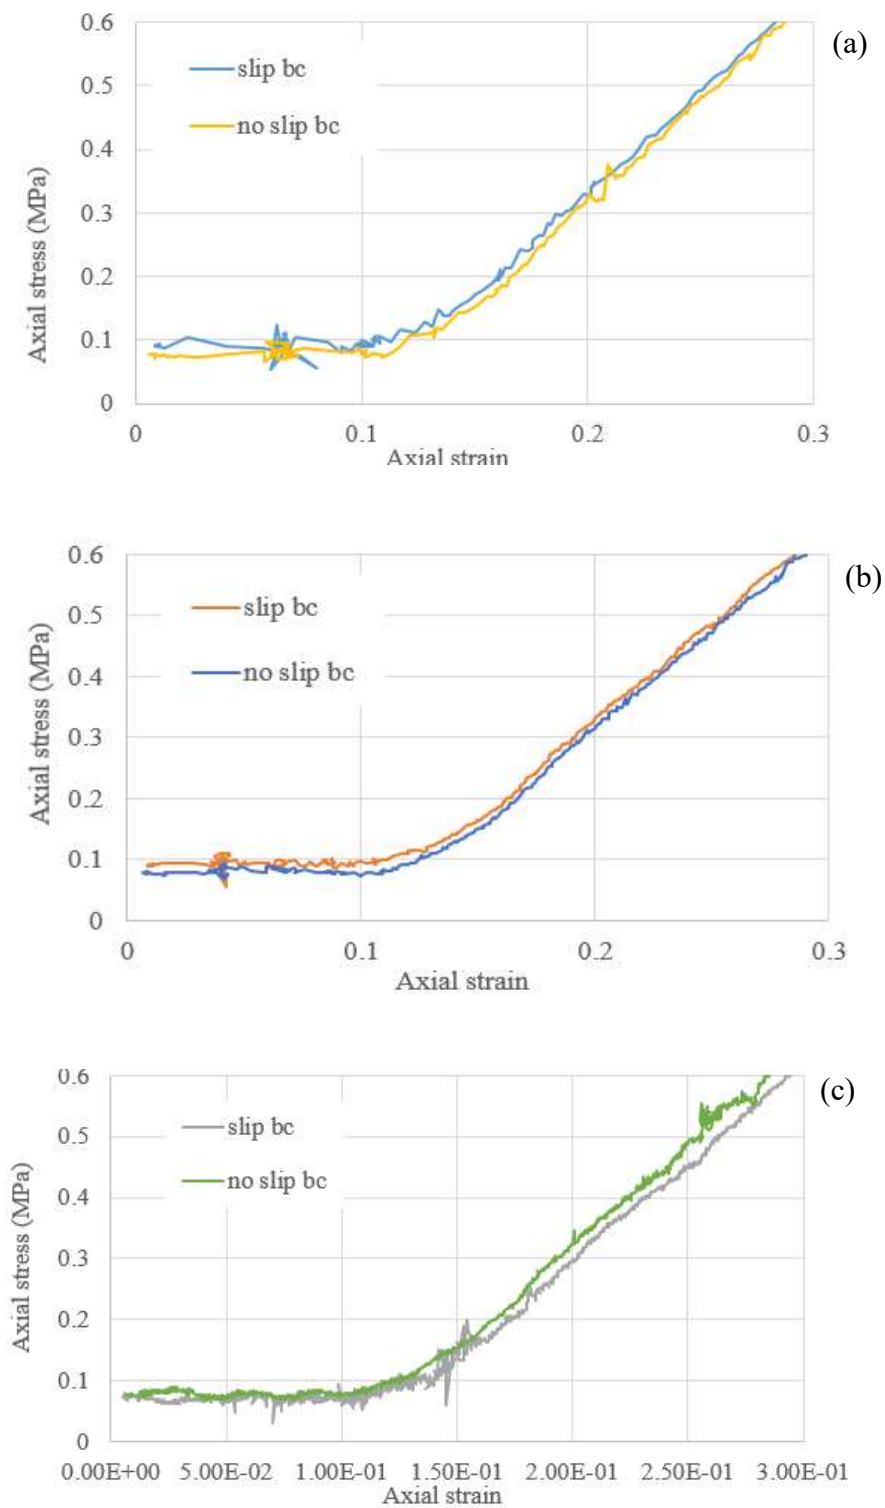 0.6
(a)
slip bc
0.5
no slip bc
0.4
0.3
0.2
0.1
0
Axial stress (MPa)
0
0.1
0.2
0.3
Axial strain
0.6
(b)
slip bc
0.5
no slip bc
0.4
0.3
0.2
0.1
0
Axial stress (MPa)
0
0.1
0.2
0.3
Axial strain
0.6
(c)
slip bc
0.5
no slip bc
0.4
0.3
0.2
0.1
0
Axial stress (MPa)
0.00E+00 5.00E-02 1.00E-01 1.50E-01 2.00E-01 2.50E-01 3.00E-01
Axial strain